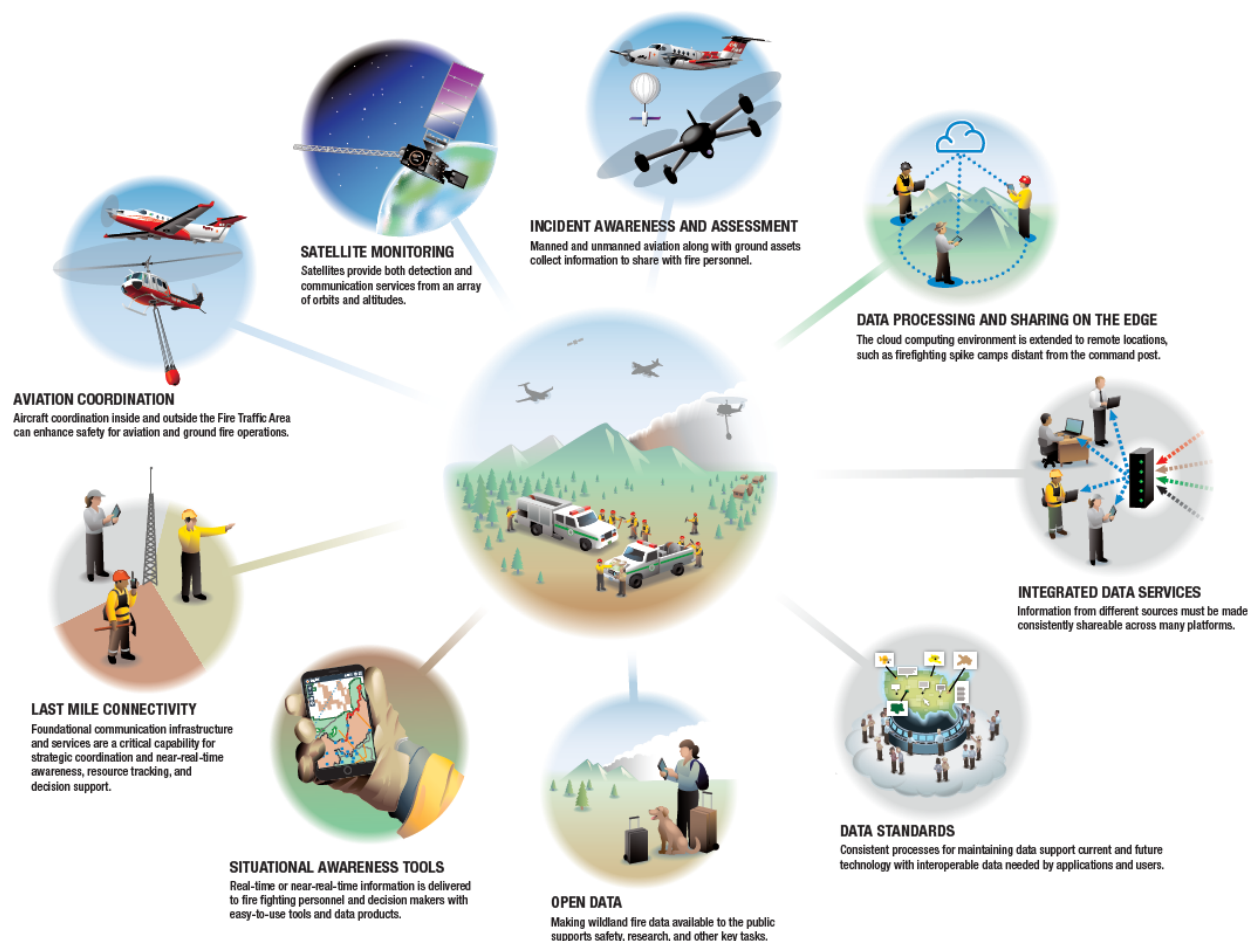 INCIDENT AWARENESS AND ASSESSMENT
Manned and unmanned aviation along with ground assets
collect information to share with fire personnel.
SATELLITE MONITORING
Satellites provide both detection and
communication services from an array
of orbits and altitudes.
DATA PROCESSING AND SHARING ON THE EDGE
The cloud computing environment is extended to remote locations,
such as firefighting spike camps distant from the command post.
AVIATION COORDINATION
Aircraft coordination inside and outside the Fire Traffic Area
can enhance safety for aviation and ground fire operations.
INTEGRATED DATA SERVICES
Information from different sources must be made
consistently shareable across many platforms.
LAST MILE CONNECTIVITY
Foundational communication infrastructure
and services are a critical capability for
strategic coordination and near-real-time
awareness, resource tracking, and
decision support.
DATA STANDARDS
Consistent processes for maintaining data support current and future
technology with interoperable data needed by applications and users.
SITUATIONAL AWARENESS TOOLS
Real-time or near-real-time information is delivered
to fire fighting personnel and decision makers with
easy-to-use tools and data products.
OPEN DATA
Making wildland fire data available to the public
supports safety, research, and other key tasks.